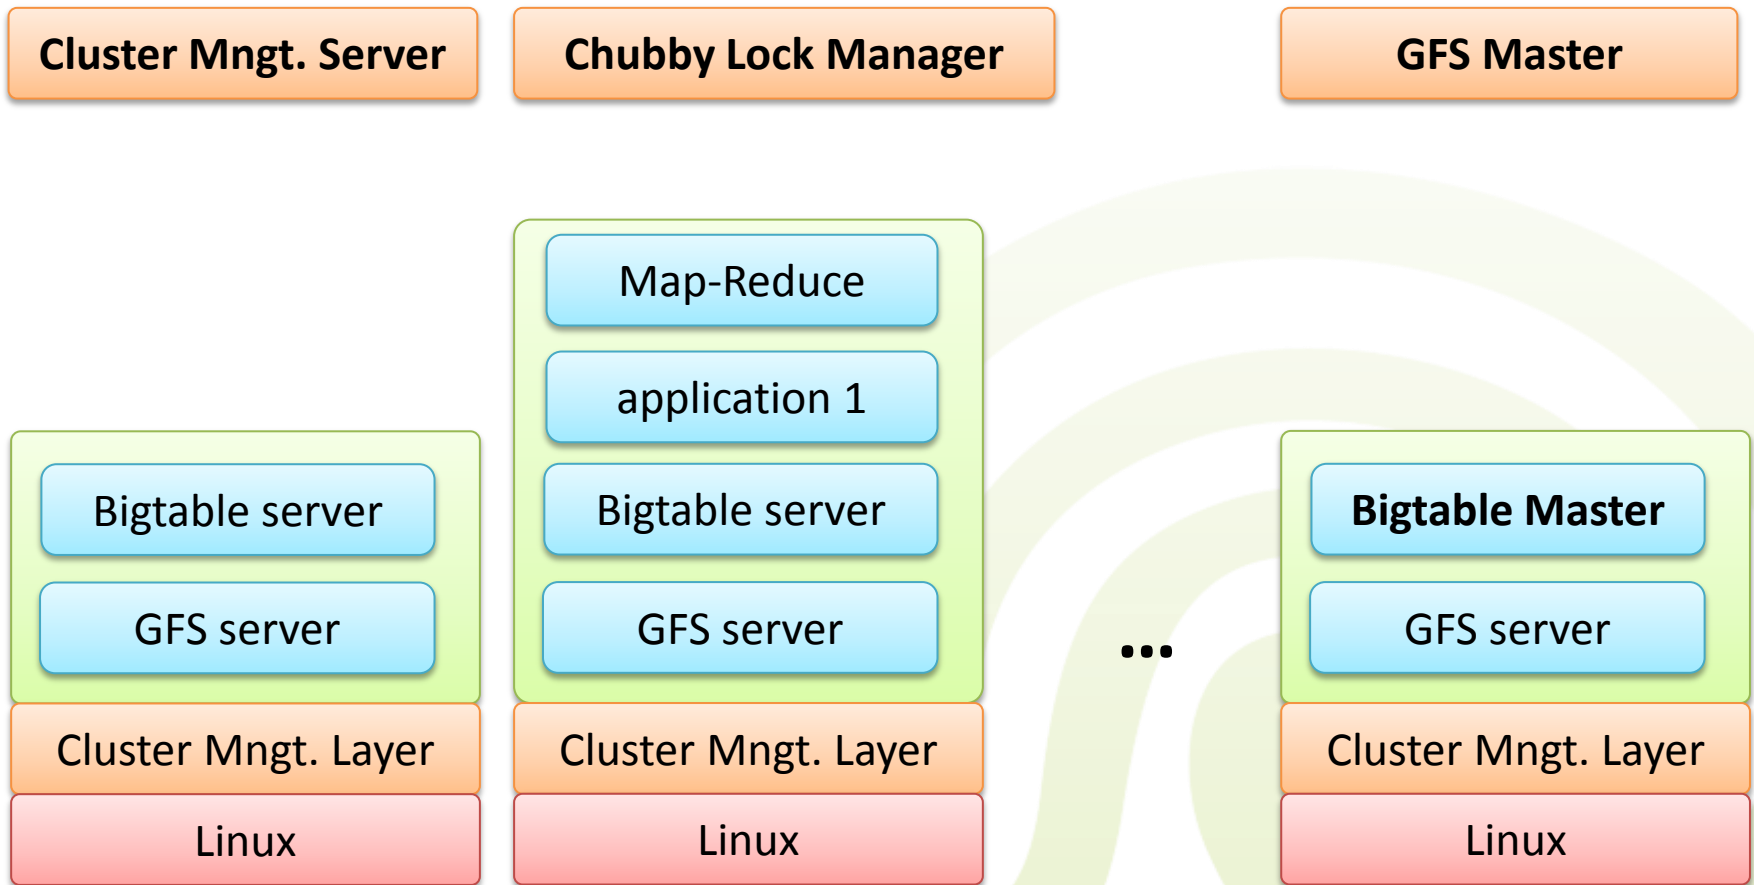 Cluster Mngt. Server
Chubby Lock Manager
GFS Master
Map-Reduce
application 1
Bigtable server
GFS server
Bigtable server
GFS server
...
Bigtable Master
GFS server
Cluster Mngt. Layer
Cluster Mngt. Layer
Cluster Mngt. Layer
Linux
Linux
Linux